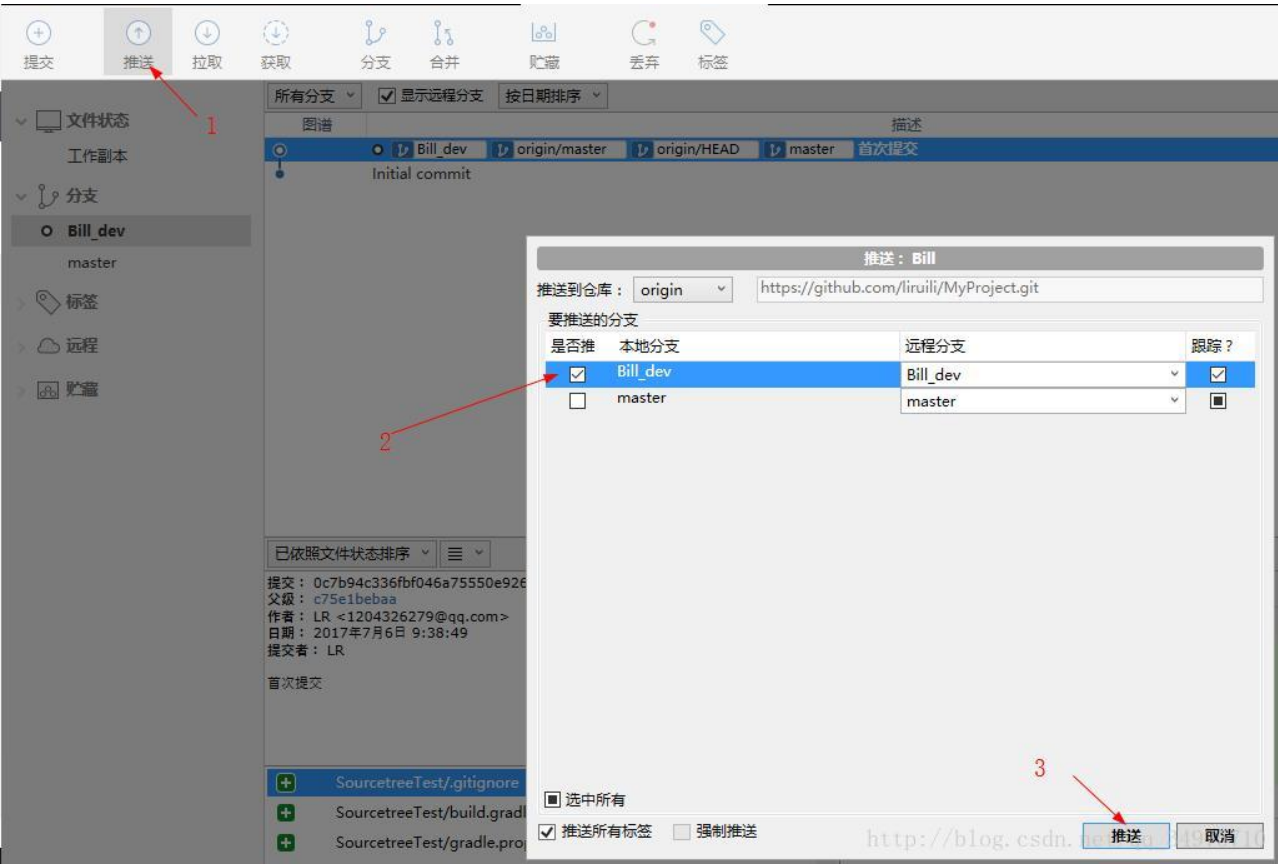 提交 推送 拉取 获取 分支 合并 贮藏 丢弃 标签
所有分支 显示远程分支 按日期排序
1
文件状态
工作副本
分支
Bill_dev
master
标签
远程
贮藏
图谱 描述
Bill_dev origin/master origin/HEAD master 首次提交
Initial commit
推送：Bill
推送到仓库： origin https://github.com/liruili/MyProject.git
要推送的分支
是否推 本地分支 远程分支 跟踪？
Bill_dev Bill_dev
master master
2
已依照文件状态排序
提交： 0c7b94c336fbf046a75550e926
父级： c75e1bebaa
作者： LR <1204326279@qq.com>
日期： 2017年7月6日 9:38:49
提交者： LR
首次提交
SourcetreeTest/.gitignore
SourcetreeTest/build.gradl
SourcetreeTest/gradle.pro
3
选中所有
推送所有标签 强制推送
推送 取消
http://blog.csdn.